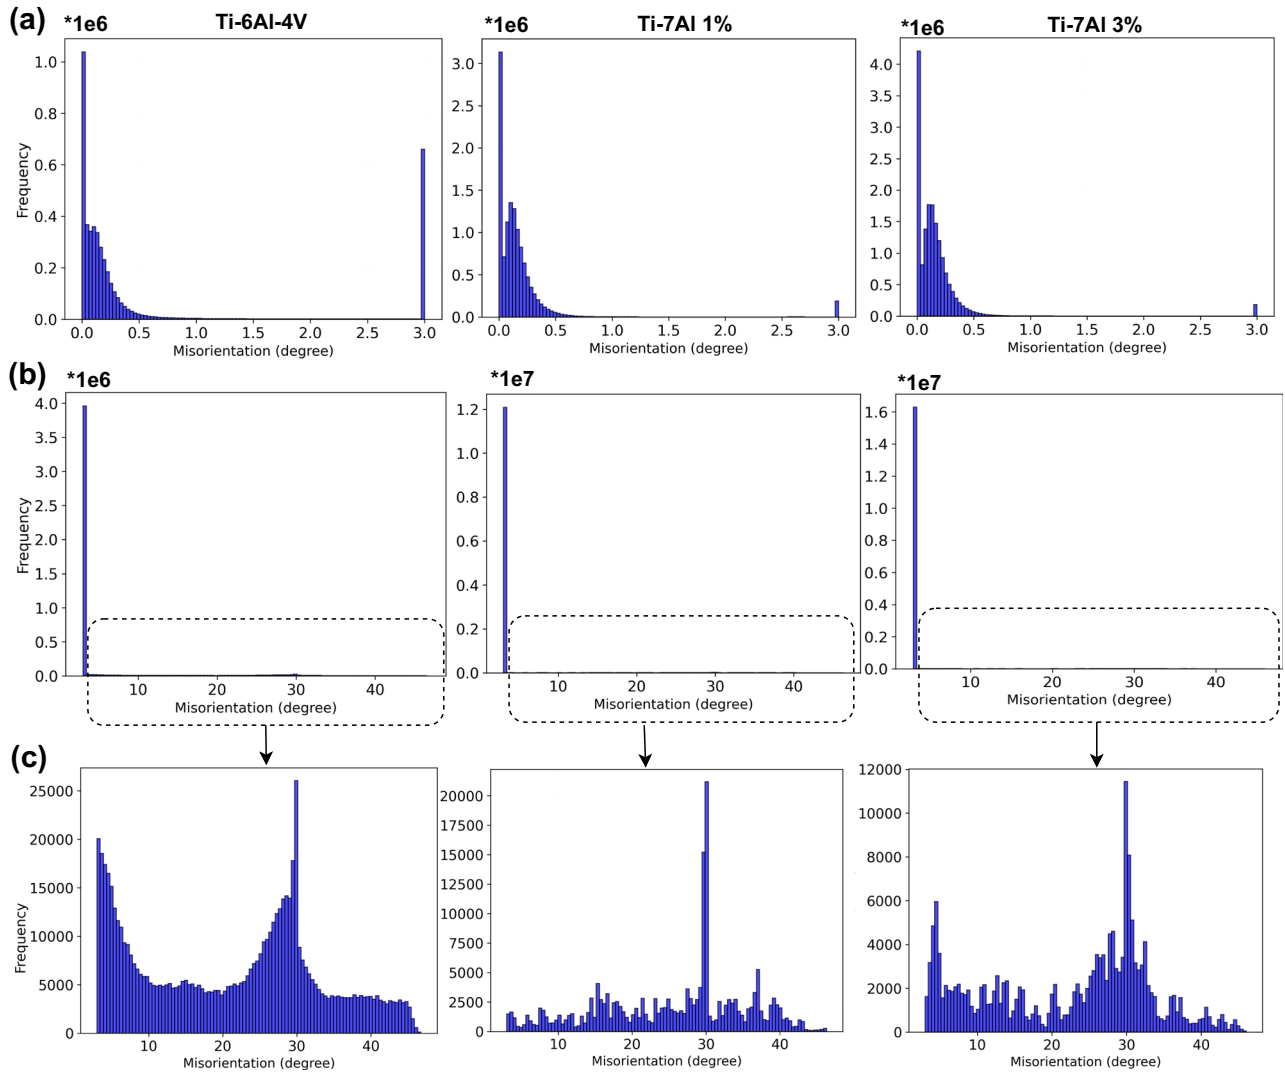 (a)
Ti-6Al-4V
Ti-7Al 1%
Ti-7Al 3%
*1e6
*1e6
*1e6
Frequency
1.0
0.8
0.6
0.4
0.2
0.0
0.0 0.5 1.0 1.5 2.0 2.5 3.0
Misorientation (degree)
3.0
2.5
2.0
1.5
1.0
0.5
0.0
0.0 0.5 1.0 1.5 2.0 2.5 3.0
Misorientation (degree)
4.0
3.5
3.0
2.5
2.0
1.5
1.0
0.5
0.0
0.0 0.5 1.0 1.5 2.0 2.5 3.0
Misorientation (degree)
(b)
*1e6
*1e7
*1e7
Frequency
4.0
3.5
3.0
2.5
2.0
1.5
1.0
0.5
0.0
10 20 30 40
Misorientation (degree)
1.2
1.0
0.8
0.6
0.4
0.2
0.0
10 20 30 40
Misorientation (degree)
1.6
1.4
1.2
1.0
0.8
0.6
0.4
0.2
0.0
10 20 30 40
Misorientation (degree)
(c)
Frequency
25000
20000
15000
10000
5000
0
10 20 30 40
Misorientation (degree)
20000
17500
15000
12500
10000
7500
5000
2500
0
10 20 30 40
Misorientation (degree)
12000
10000
8000
6000
4000
2000
0
10 20 30 40
Misorientation (degree)